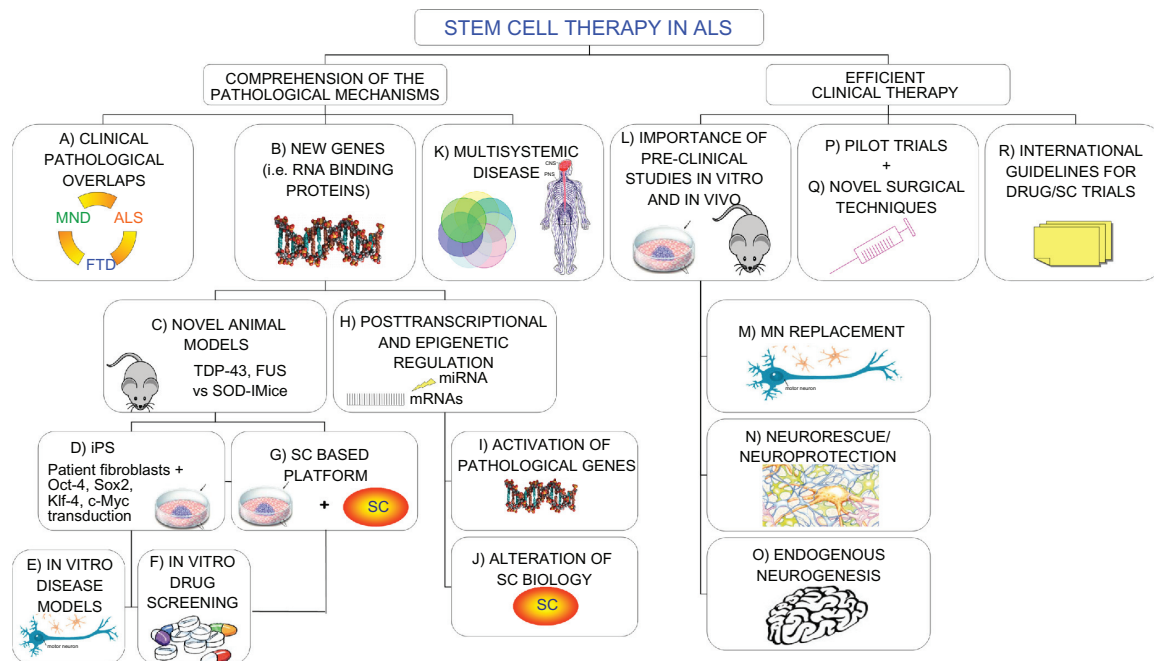 STEM CELL THERAPY IN ALS
COMPREHENSION OF THE
PATHOLOGICAL MECHANISMS
EFFICIENT
CLINICAL THERAPY
A) CLINICAL
PATHOLOGICAL
OVERLAPS
MND
ALS
FTD
B) NEW GENES
(i.e. RNA BINDING
PROTEINS)
K) MULTISYSTEMIC
DISEASE
CNS
PNS
L) IMPORTANCE OF
PRE-CLINICAL
STUDIES IN VITRO
AND IN VIVO
P) PILOT TRIALS
+
Q) NOVEL SURGICAL
TECHNIQUES
R) INTERNATIONAL
GUIDELINES FOR
DRUG/SC TRIALS
C) NOVEL ANIMAL
MODELS
TDP-43, FUS
vs SOD-IMice
H) POSTTRANSCRIPTIONAL
AND EPIGENETIC
REGULATION
miRNA
mRNAs
D) iPS
Patient fibroblasts +
Oct-4, Sox2,
Klf-4, c-Myc
transduction
G) SC BASED
PLATFORM
+
SC
E) IN VITRO
DISEASE
MODELS
motor neuron
F) IN VITRO
DRUG
SCREENING
I) ACTIVATION OF
PATHOLOGICAL GENES
J) ALTERATION OF
SC BIOLOGY
SC
M) MN REPLACEMENT
motor neuron
N) NEURORESCUE/
NEUROPROTECTION
O) ENDOGENOUS
NEUROGENESIS